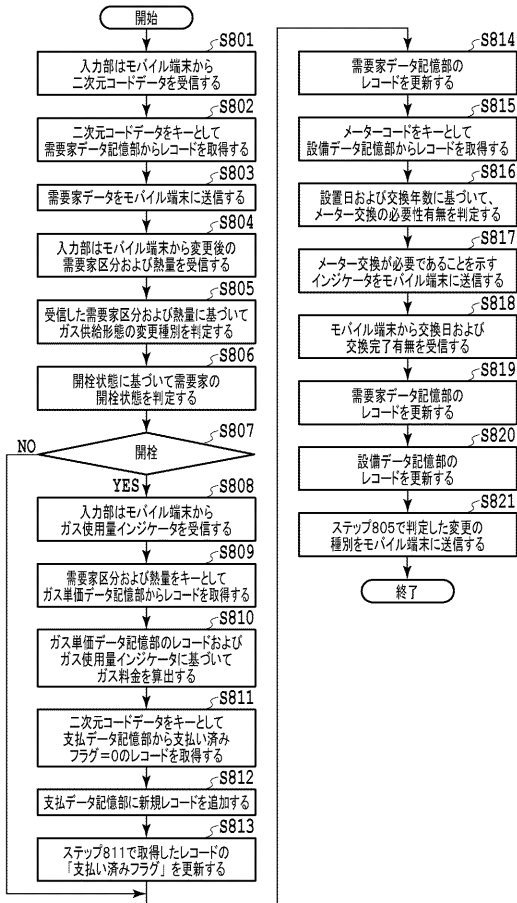 開始
S801
入力部はモバイル端末から
二次元コードデータを受信する
S802
二次元コードデータをキーとして
需要家データ記憶部からレコードを取得する
S803
需要家データをモバイル端末に送信する
S804
入力部はモバイル端末から変更後の
需要家区分および熱量を受信する
S805
受信した需要家区分および熱量に基づいて
ガス供給形態の変更種別を判定する
S806
開栓状態に基づいて需要家の
開栓状態を判定する
S807
開栓
NO
YES
S808
入力部はモバイル端末から
ガス使用量インジケータを受信する
S809
需要家区分および熱量をキーとして
ガス単価データ記憶部からレコードを取得する
S810
ガス単価データ記憶部のレコードおよび
ガス使用量インジケータに基づいて
ガス料金を算出する
S811
二次元コードデータをキーとして
支払データ記憶部から支払い済み
フラグ=0のレコードを取得する
S812
支払データ記憶部に新規レコードを追加する
S813
ステップ811で取得したレコードの
「支払い済みフラグ」を更新する
S814
需要家データ記憶部の
レコードを更新する
S815
メーターコードをキーとして
設備データ記憶部からレコードを取得する
S816
設置日および交換年数に基づいて、
メーター交換の必要性有無を判定する
S817
メーター交換が必要であることを示す
インジケータをモバイル端末に送信する
S818
モバイル端末から交換日および
交換完了有無を受信する
S819
需要家データ記憶部の
レコードを更新する
S820
設備データ記憶部の
レコードを更新する
S821
ステップ805で判定した変更の
種別をモバイル端末に送信する
終了